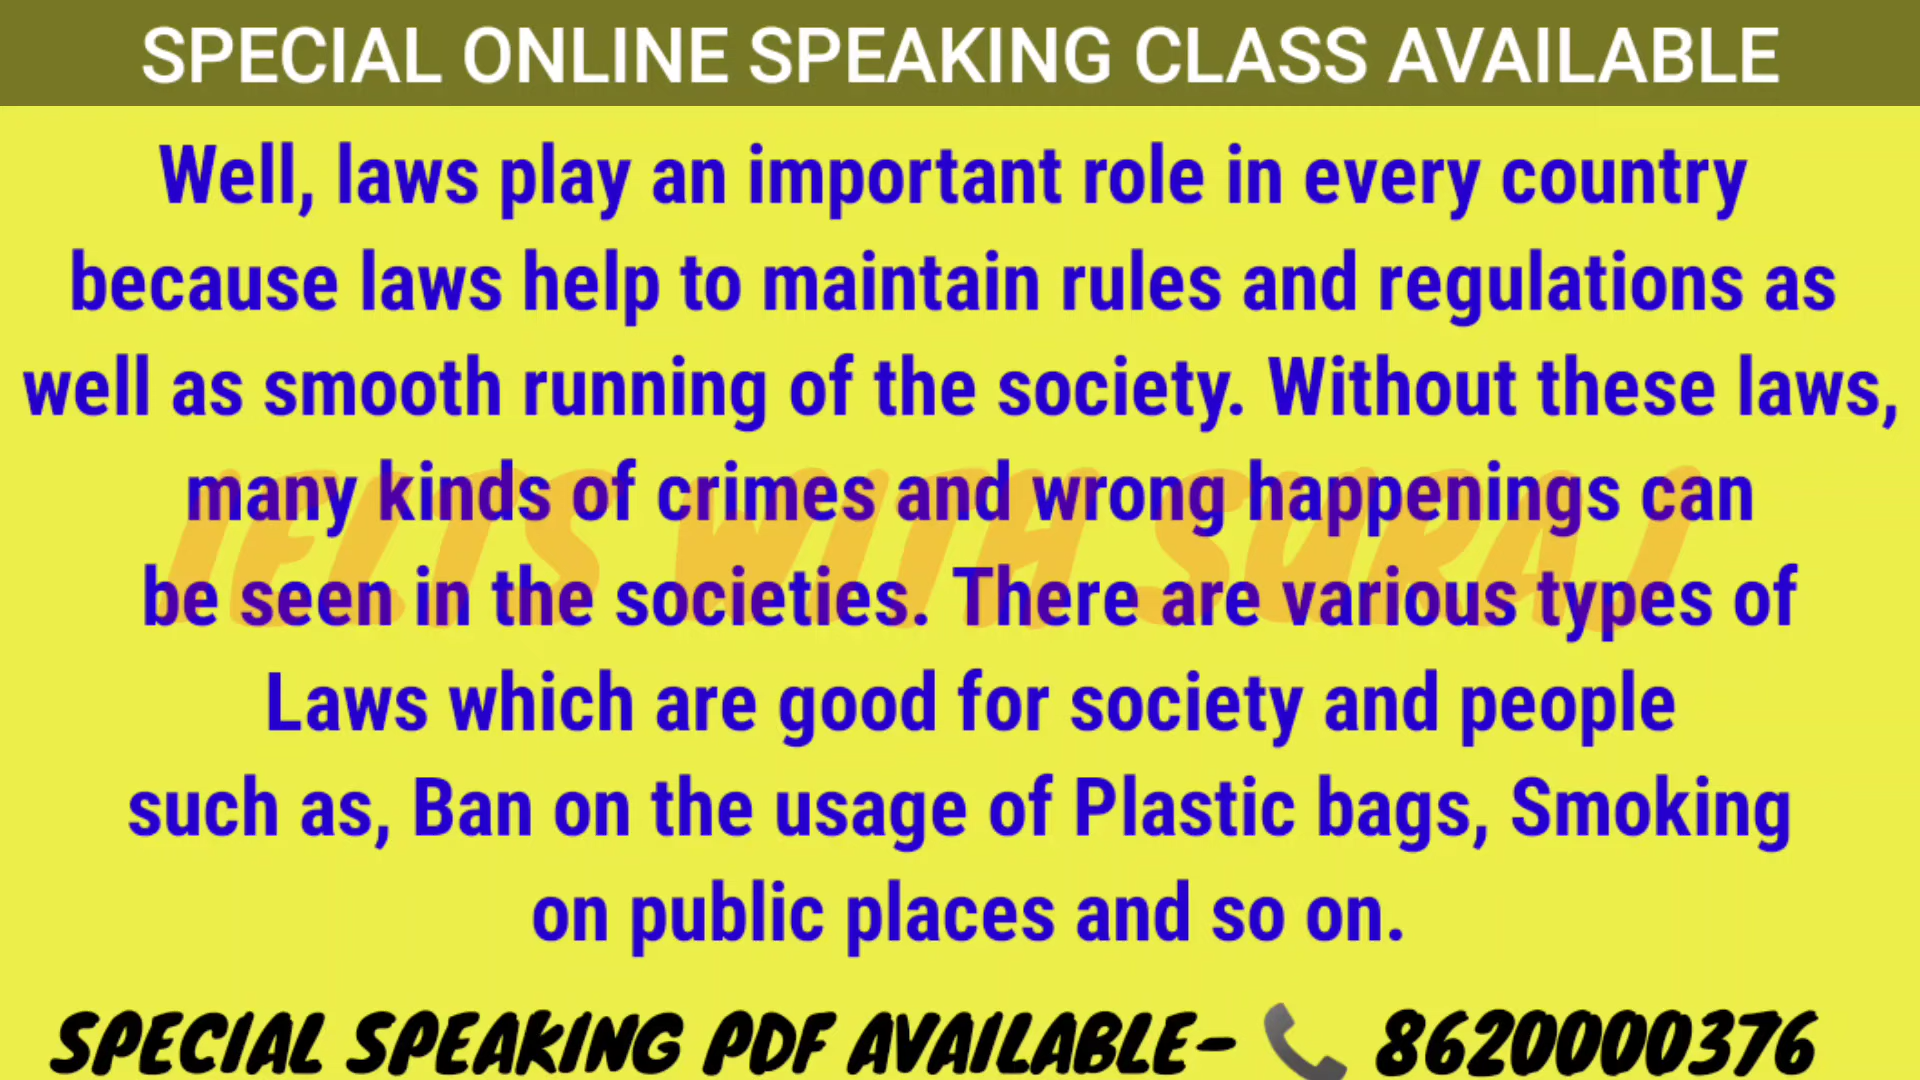 SPECIAL ONLINE SPEAKING CLASS AVAILABLE
Well, laws play an important role in every country
because laws help to maintain rules and regulations as
well as smooth running of the society. Without these laws,
many kinds of crimes and wrong happenings can
be seen in the societies. There are various types of
Laws which are good for society and people
such as, Ban on the usage of Plastic bags, Smoking
on public places and so on.
IELTS WITH SURAJ
SPECIAL SPEAKING PDF AVAILABLE- 📞 8620000376